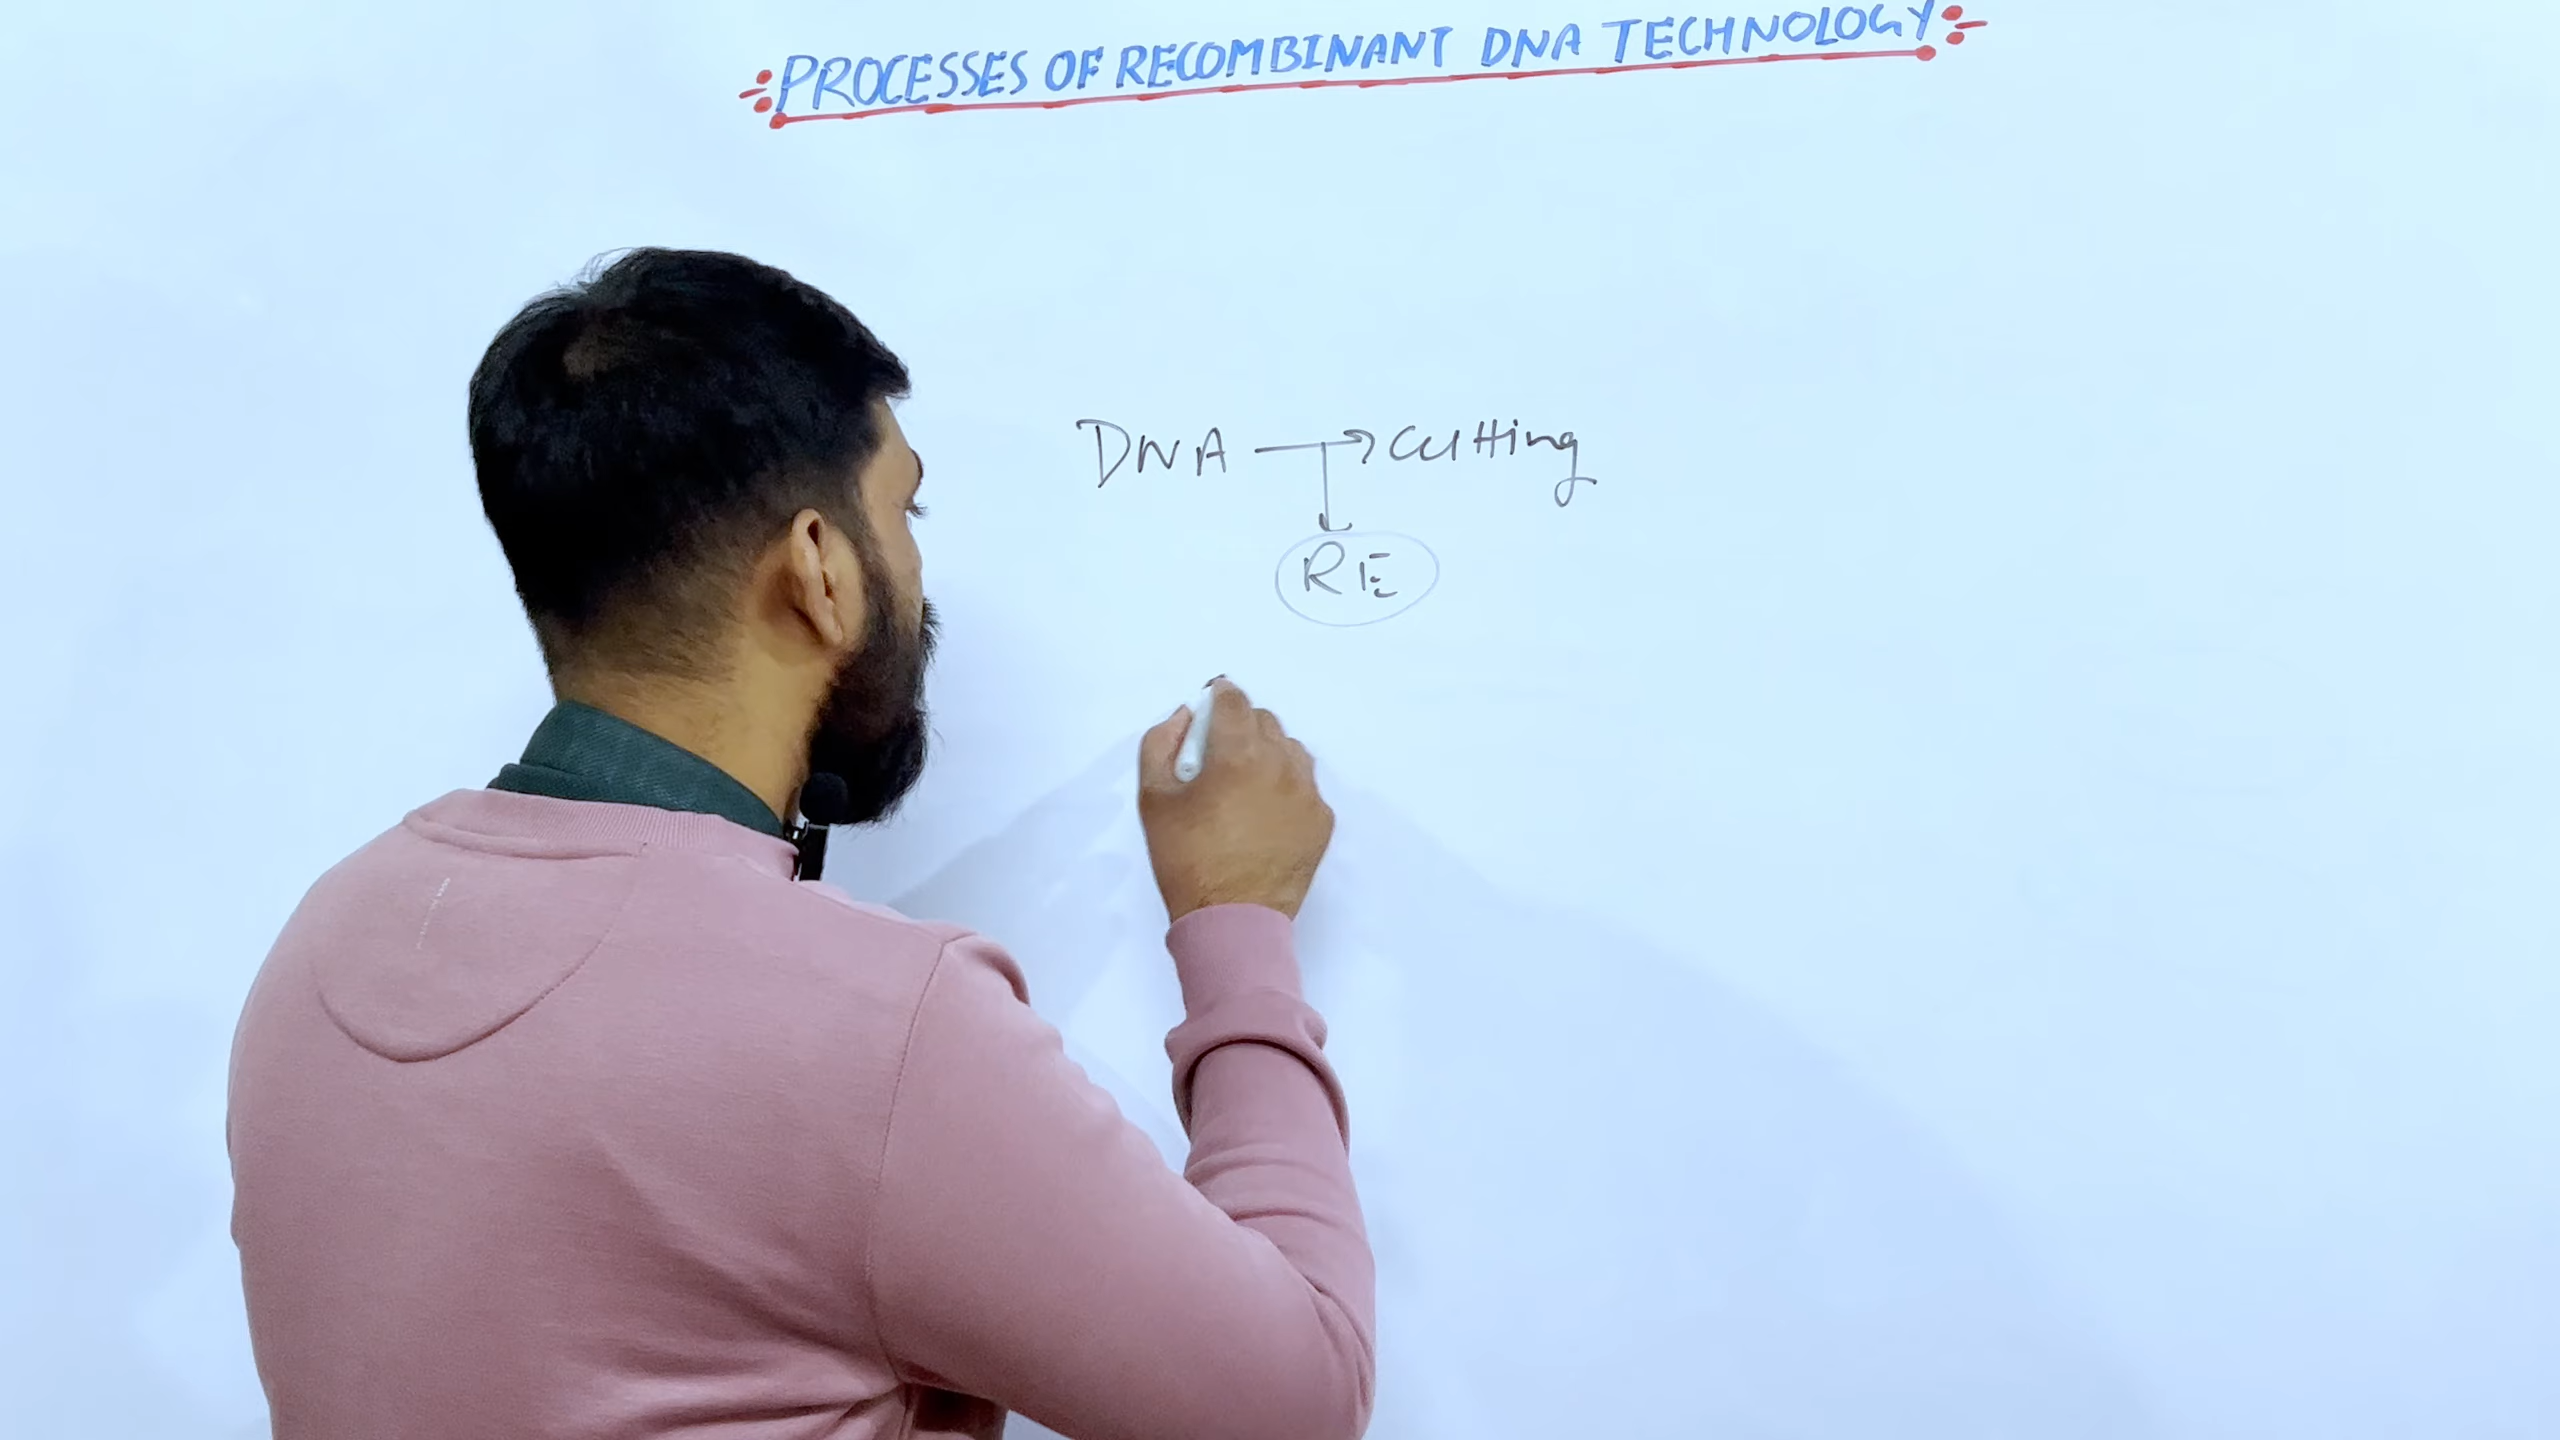 PROCESSES OF RECOMBINANT DNA TECHNOLOGY
DNA → Cutting
RE